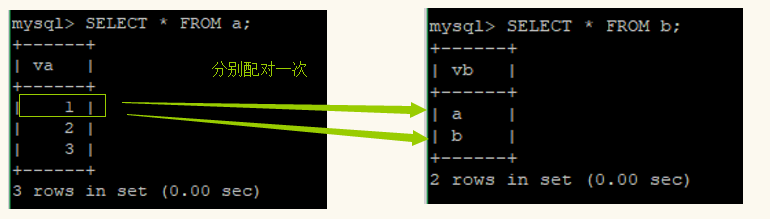 mysql> SELECT * FROM a;
+------+
| va   |
+------+
|    1 |
|    2 |
|    3 |
+------+
3 rows in set (0.00 sec)
分别配对一次
mysql> SELECT * FROM b;
+------+
| vb   |
+------+
| a    |
| b    |
+------+
2 rows in set (0.00 sec)